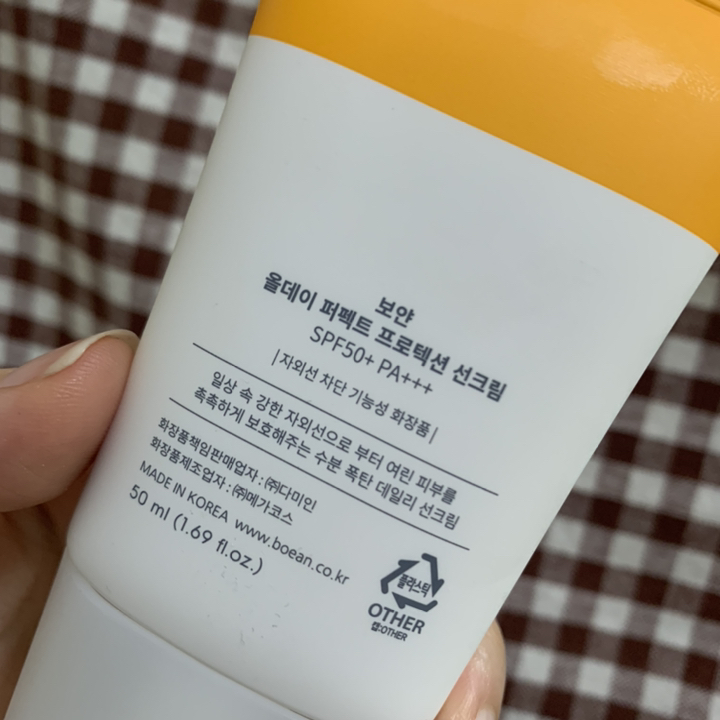 보얀
올데이 퍼펙트 프로텍션 선크림
SPF50+ PA+++
|자외선 차단 기능성 화장품|
일상 속 강한 자외선으로 부터 여린 피부를
촉촉하게 보호해주는 수분 폭탄 데일리 선크림
화장품책임판매업자 : ㈜다미인
화장품제조업자 : ㈜메가코스
MADE IN KOREA www.boean.co.kr
50 ml (1.69 fl.oz.)
플라스틱
OTHER
캡:OTHER